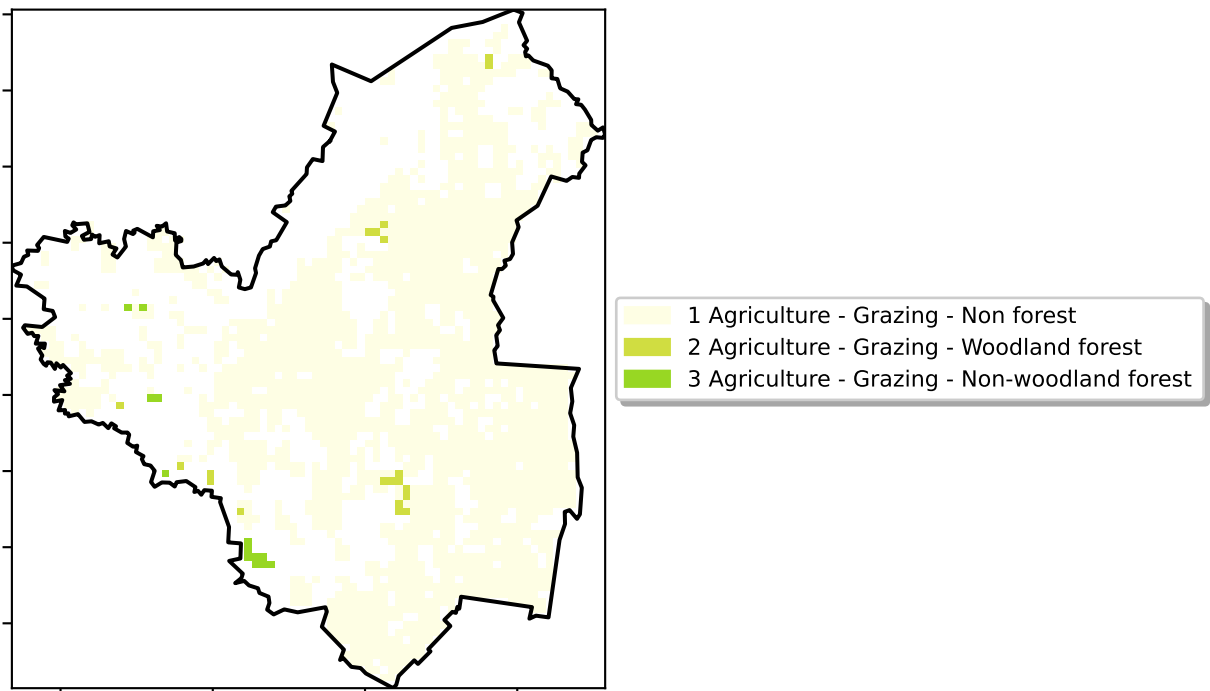 1 Agriculture - Grazing - Non forest
2 Agriculture - Grazing - Woodland forest
3 Agriculture - Grazing - Non-woodland forest